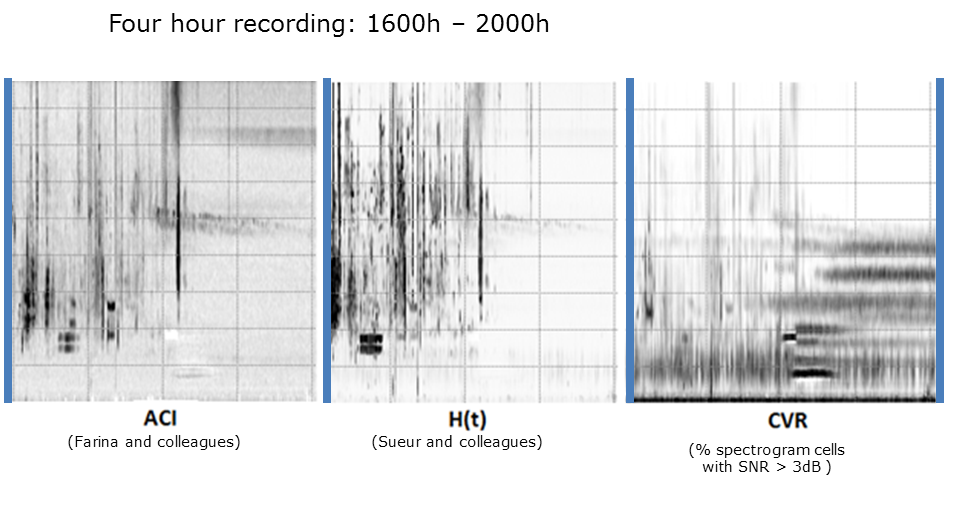 Four hour recording: 1600h – 2000h
ACI
(Farina and colleagues)
H(t)
(Sueur and colleagues)
CVR
(% spectrogram cells
with SNR > 3dB )